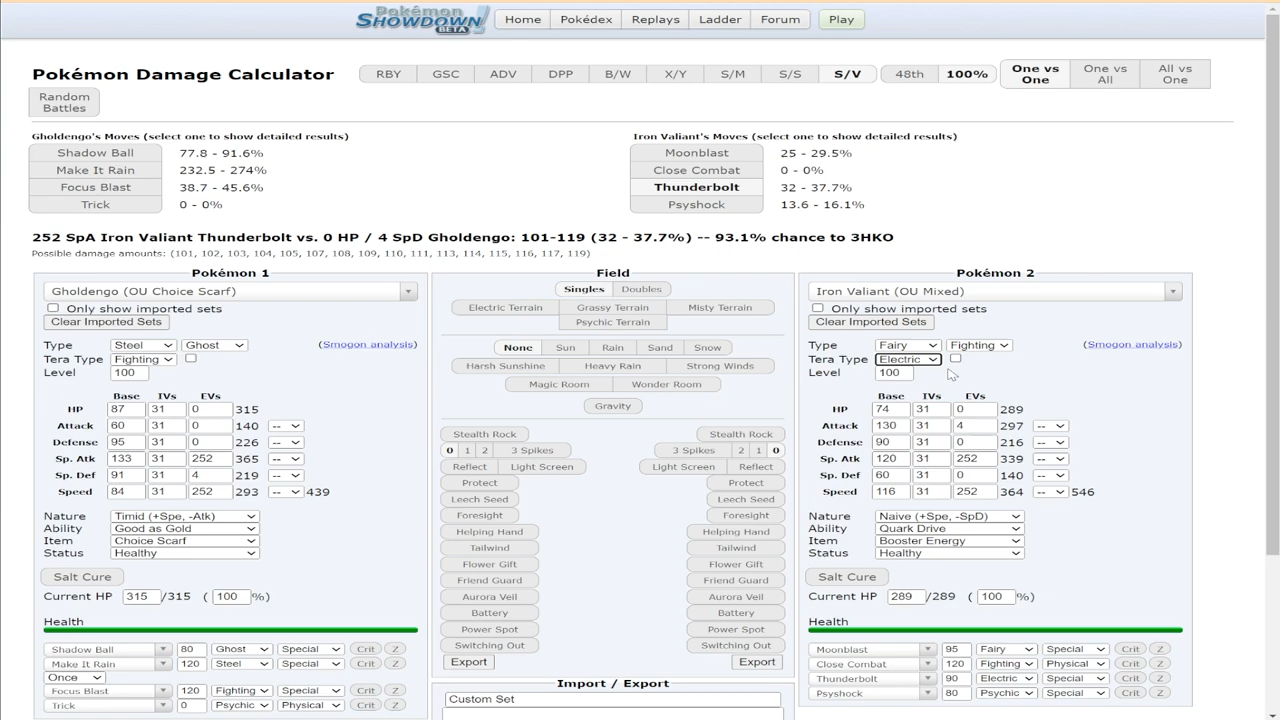 Pokémon SHOWDOWN! BETA Home Pokédex Replays Ladder Forum Play
Pokémon Damage Calculator RBY GSC ADV DPP B/W X/Y S/M S/S S/V 48th 100% One vs One One vs All All vs One
Random Battles
Gholdengo's Moves (select one to show detailed results) Iron Valiant's Moves (select one to show detailed results)
Shadow Ball 77.8 - 91.6% Moonblast 25 - 29.5%
Make It Rain 232.5 - 274% Close Combat 0 - 0%
Focus Blast 38.7 - 45.6% Thunderbolt 32 - 37.7%
Trick 0 - 0% Psyshock 13.6 - 16.1%
252 SpA Iron Valiant Thunderbolt vs. 0 HP / 4 SpD Gholdengo: 101-119 (32 - 37.7%) -- 93.1% chance to 3HKO
Possible damage amounts: (101, 102, 103, 104, 105, 107, 108, 109, 110, 111, 113, 114, 115, 116, 117, 119)
Pokémon 1
Gholdengo (OU Choice Scarf)
Only show imported sets
Clear Imported Sets
Type Steel Ghost (Smogon analysis)
Tera Type Fighting
Level 100
Base IVs EVs
HP 87 31 0 315
Attack 60 31 0 140 --
Defense 95 31 0 226 --
Sp. Atk 133 31 252 365 --
Sp. Def 91 31 4 219 --
Speed 84 31 252 293 -- 439
Nature Timid (+Spe, -Atk)
Ability Good as Gold
Item Choice Scarf
Status Healthy
Salt Cure
Current HP 315 /315 ( 100 %)
Health
Shadow Ball 80 Ghost Special Crit Z
Make It Rain 120 Steel Special Crit Z
Once
Focus Blast 120 Fighting Special Crit Z
Trick 0 Psychic Physical Crit Z
Field
Singles Doubles
Electric Terrain Grassy Terrain Misty Terrain
Psychic Terrain
None Sun Rain Sand Snow
Harsh Sunshine Heavy Rain Strong Winds
Magic Room Wonder Room
Gravity
Stealth Rock Stealth Rock
0 1 2 3 Spikes 3 Spikes 2 1 0
Reflect Light Screen Light Screen Reflect
Protect Protect
Leech Seed Leech Seed
Foresight Foresight
Helping Hand Helping Hand
Tailwind Tailwind
Flower Gift Flower Gift
Friend Guard Friend Guard
Aurora Veil Aurora Veil
Battery Battery
Power Spot Power Spot
Switching Out Switching Out
Export Export
Import / Export
Custom Set
Pokémon 2
Iron Valiant (OU Mixed)
Only show imported sets
Clear Imported Sets
Type Fairy Fighting (Smogon analysis)
Tera Type Electric
Level 100
Base IVs EVs
HP 74 31 0 289
Attack 130 31 4 297 --
Defense 90 31 0 216 --
Sp. Atk 120 31 252 339 --
Sp. Def 60 31 0 140 --
Speed 116 31 252 364 -- 546
Nature Naive (+Spe, -SpD)
Ability Quark Drive
Item Booster Energy
Status Healthy
Salt Cure
Current HP 289 /289 ( 100 %)
Health
Moonblast 95 Fairy Special Crit Z
Close Combat 120 Fighting Physical Crit Z
Thunderbolt 90 Electric Special Crit Z
Psyshock 80 Psychic Special Crit Z